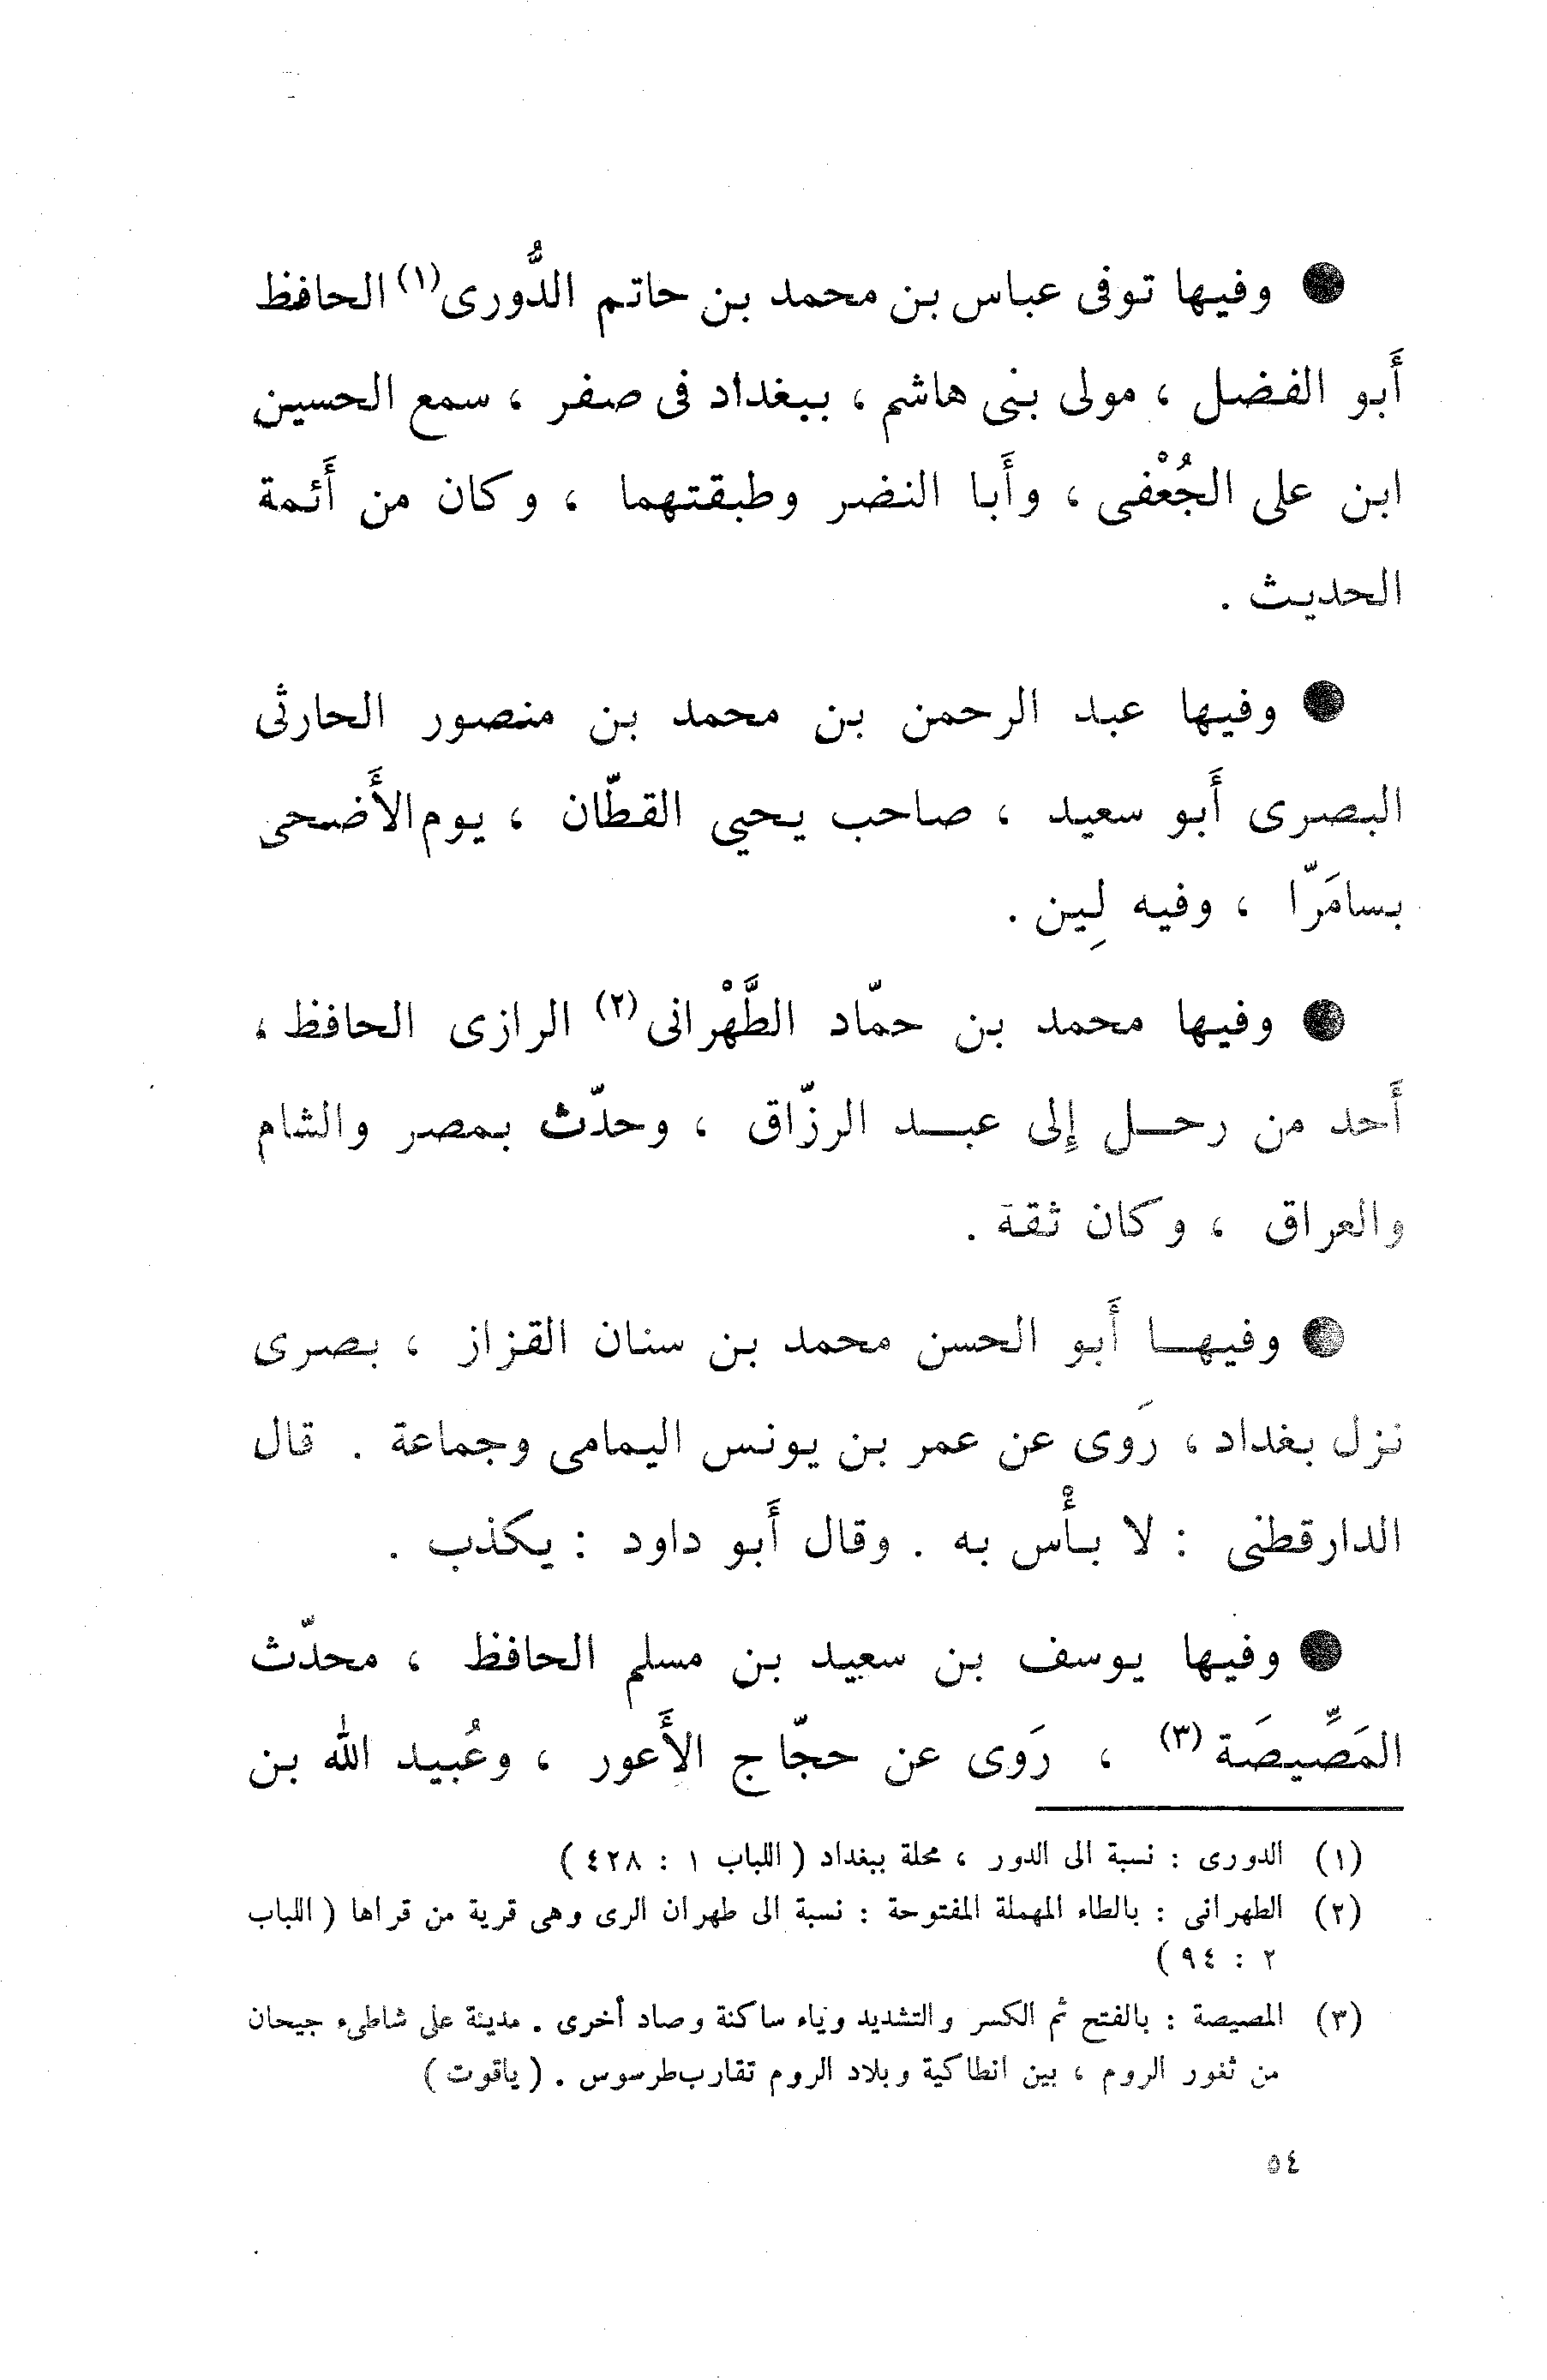 ● وفيها توفى عباس بن محمد بن حاتم الدُّورى(١) الحافظ
أَبو الفضل ، مولى بنى هاشم ، ببغداد فى صفر ، سمع الحسين
ابن على الجُعْفى ، وأَبا النضر وطبقتهما ، وكان من أَئمة
الحديث .
● وفيها عبد الرحمن بن محمد بن منصور الحارثى
البصرى أَبو سعيد ، صاحب يحيي القطّان ، يوم الأَضحى
بسامَرّا ، وفيه لِين .
● وفيها محمد بن حمّاد الطَّهْرانى(٢) الرازى الحافظ ،
أَحد من رحـل إلى عبـد الرزّاق ، وحدّث بمصر والشام
والعراق ، وكان ثقة .
● وفيهـا أَبو الحسن محمد بن سنان القزاز ، بصرى
نزل بغداد ، رَوى عن عمر بن يونس اليمامى وجماعة . قال
الدارقطنى : لا بـأْس به . وقال أَبو داود : يكذب .
● وفيها يوسف بن سعيد بن مسلم الحافظ ، محدّث
المَصِّيصَة (٣) ، رَوى عن حجّاج الأَعور ، وعُبيد الله بن
(١) الدورى : نسبة الى الدور ، محلة ببغداد ( اللباب ١ : ٤٢٨ )
(٢) الطهرانى : بالطاء المهملة المفتوحة : نسبة الى طهران الرى وهى قرية من قراها ( اللباب
٢ : ٩٤ )
(٣) المصيصة : بالفتح ثم الكسر والتشديد وياء ساكنة وصاد أخرى . مدينة على شاطىء جيحان
من ثغور الروم ، بين انطاكية وبلاد الروم تقارب طرسوس . ( ياقوت )
٥٤